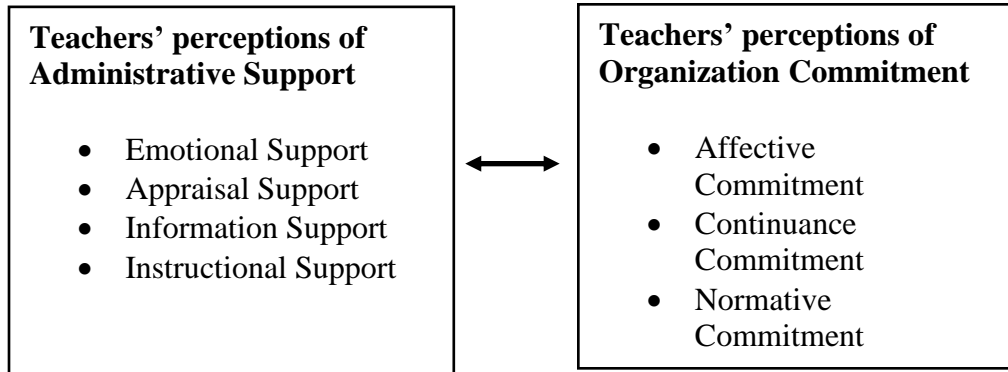 Teachers’ perceptions of
Administrative Support
• Emotional Support
• Appraisal Support
• Information Support
• Instructional Support
Teachers’ perceptions of
Organization Commitment
• Affective
Commitment
• Continuance
Commitment
• Normative
Commitment